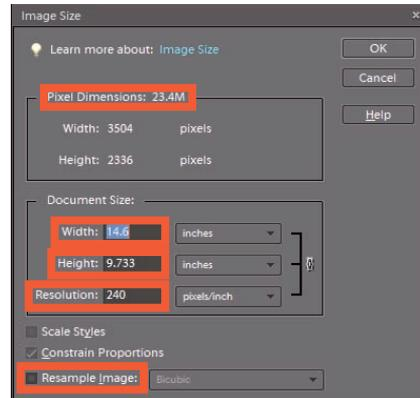 Image Size
Learn more about: Image Size
OK
Cancel
Help
Pixel Dimensions: 23.4M
Width: 3504 pixels
Height: 2336 pixels
Document Size:
Width: 14.6 inches
Height: 9.733 inches
Resolution: 240 pixels/inch
Scale Styles
Constrain Proportions
Resample Image: Bicubic